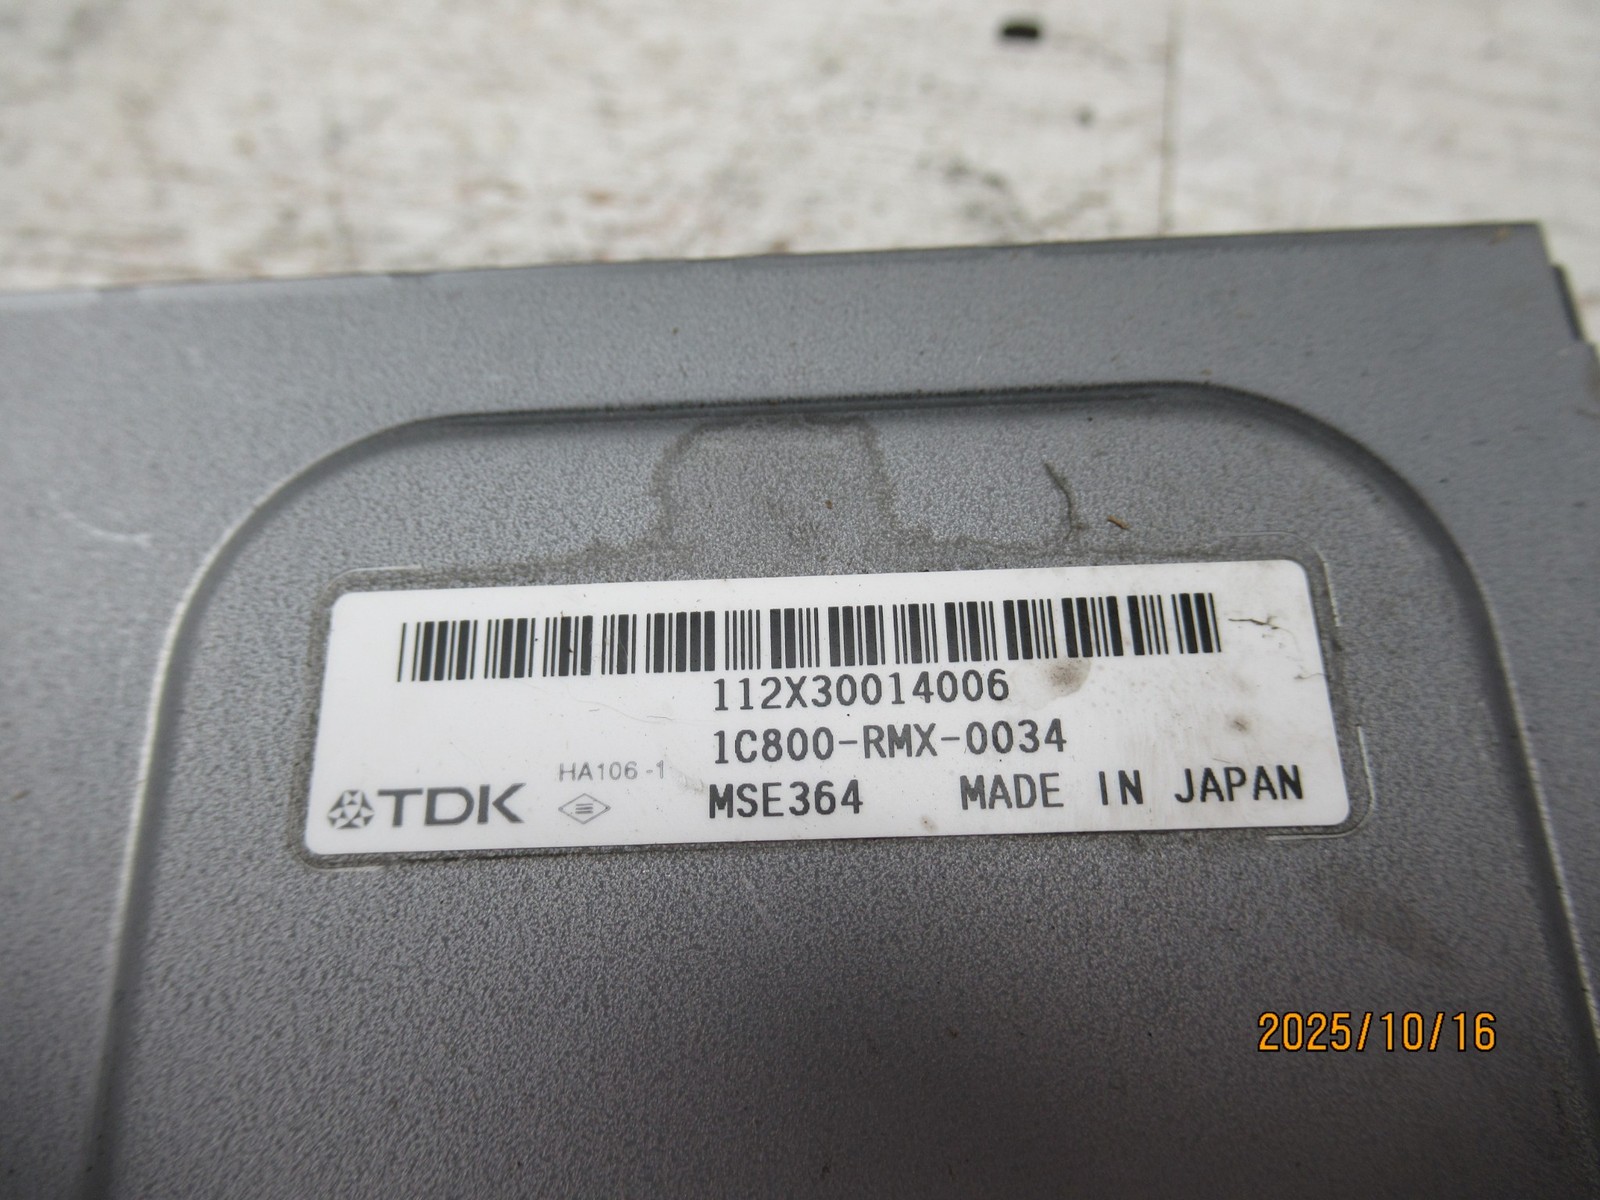 112X30014006
1C800-RMX-0034
HA106-1
TDK
MSE364 MADE IN JAPAN
2025/10/16